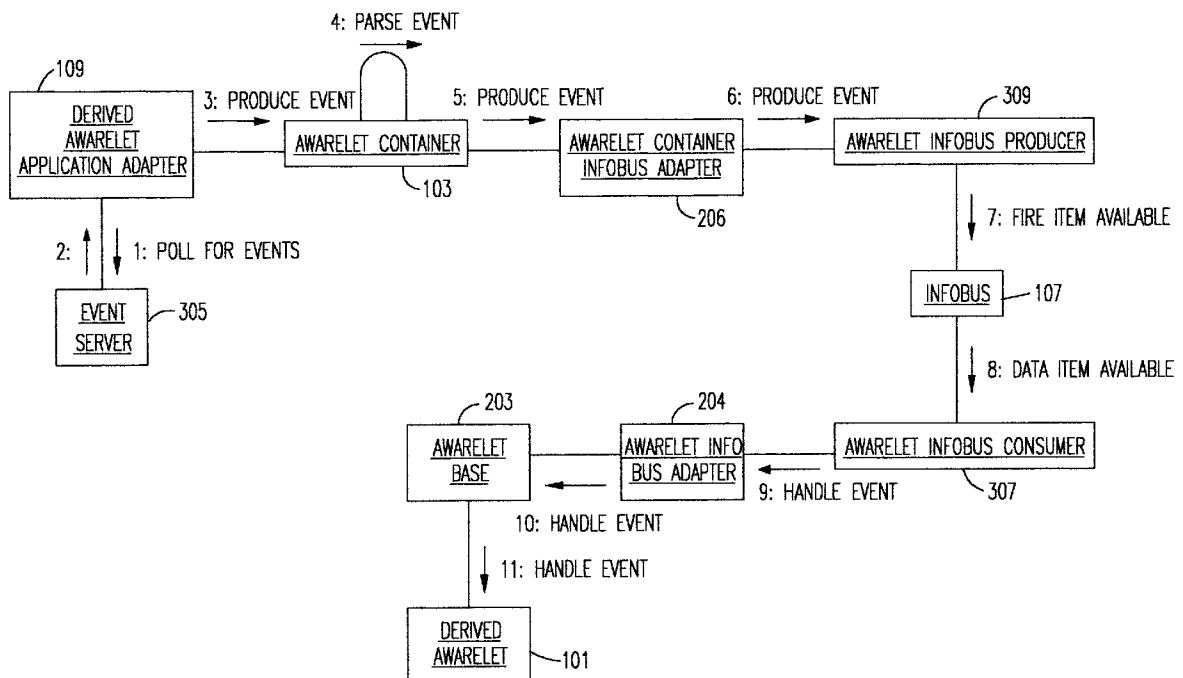 4: PARSE EVENT
109
3: PRODUCE EVENT
5: PRODUCE EVENT
6: PRODUCE EVENT
309
DERIVED
AWARELET
APPLICATION ADAPTER
AWARELET CONTAINER
103
AWARELET CONTAINER
INFOBUS ADAPTER
206
AWARELET INFOBUS PRODUCER
7: FIRE ITEM AVAILABLE
2:
1: POLL FOR EVENTS
EVENT
SERVER
305
INFOBUS
107
8: DATA ITEM AVAILABLE
203
204
AWARELET
BASE
AWARELET INFO
BUS ADAPTER
AWARELET INFOBUS CONSUMER
307
9: HANDLE EVENT
10: HANDLE EVENT
11: HANDLE EVENT
DERIVED
AWARELET
101